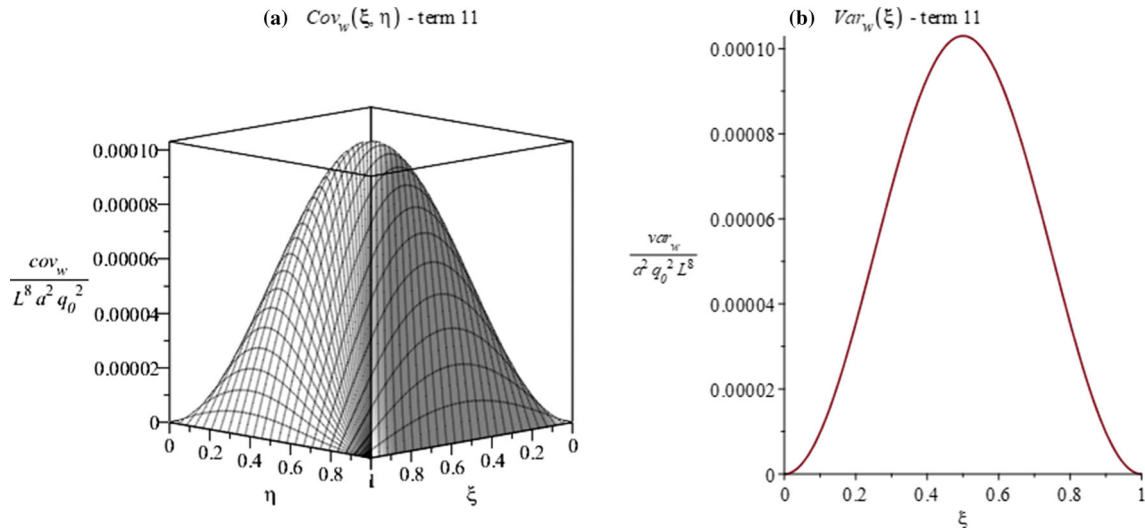 (a) Cov_w(ξ, η) - term 11
0.00010
0.00008
0.00006
0.00004
0.00002
0
cov_w
L^8 a^2 q_0^2
0 0.2 0.4 0.6 0.8 1 0.8 0.6 0.4 0.2 0
η ξ
(b) Var_w(ξ) - term 11
0.00010
0.00008
0.00006
0.00004
0.00002
0
var_w
a^2 q_0^2 L^8
0 0.2 0.4 0.6 0.8 1
ξ